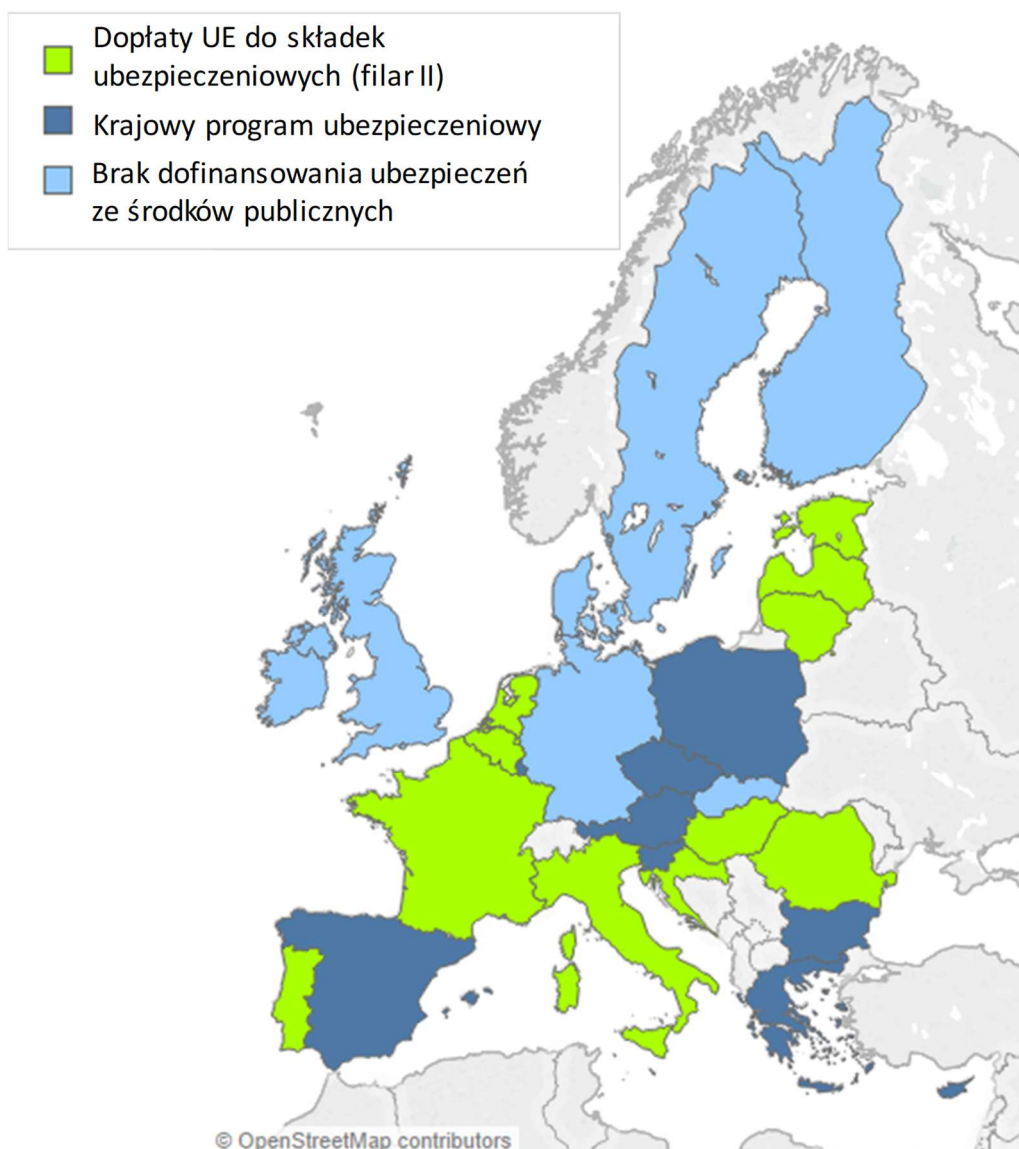 Dopłaty UE do składek
ubezpieczeniowych (filar II)
Krajowy program ubezpieczeniowy
Brak dofinansowania ubezpieczeń
ze środków publicznych
© OpenStreetMap contributors